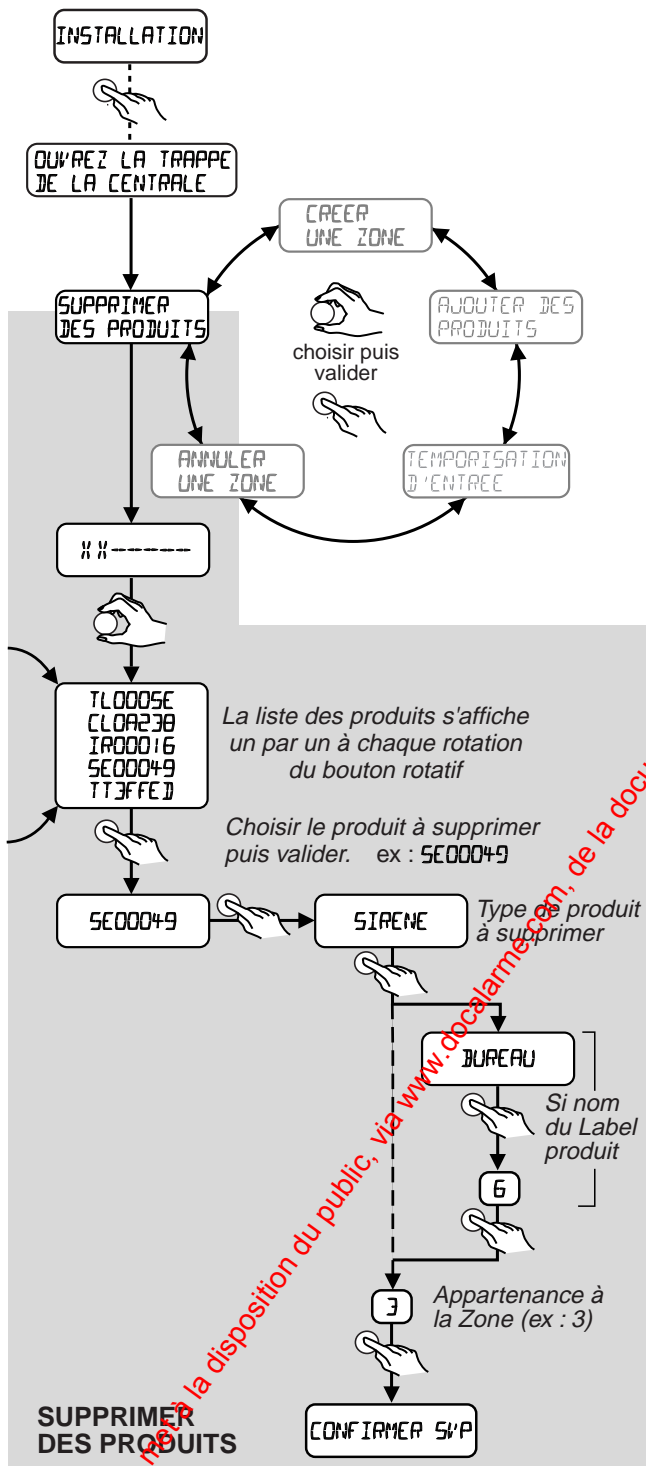 INSTALLATION
OUVREZ LA TRAPPE
DE LA CENTRALE
CREER
UNE ZONE
SUPPRIMER
DES PRODUITS
AJOUTER DES
PRODUITS
choisir puis
valider
ANNULER
UNE ZONE
TEMPORISATION
D'ENTREE
XX-------
TL0005E
CL0A238
IR00016
SE00049
TT3FFED
La liste des produits s'affiche
un par un à chaque rotation
du bouton rotatif
Choisir le produit à supprimer
puis valider. ex : SE00049
SE00049
SIRENE
Type de produit
à supprimer
BUREAU
Si nom
du Label
produit
6
3
Appartenance à
la Zone (ex : 3)
CONFIRMER SVP
SUPPRIMER
DES PRODUITS
met à la disposition du public, via www.docalarme.com, de la docu